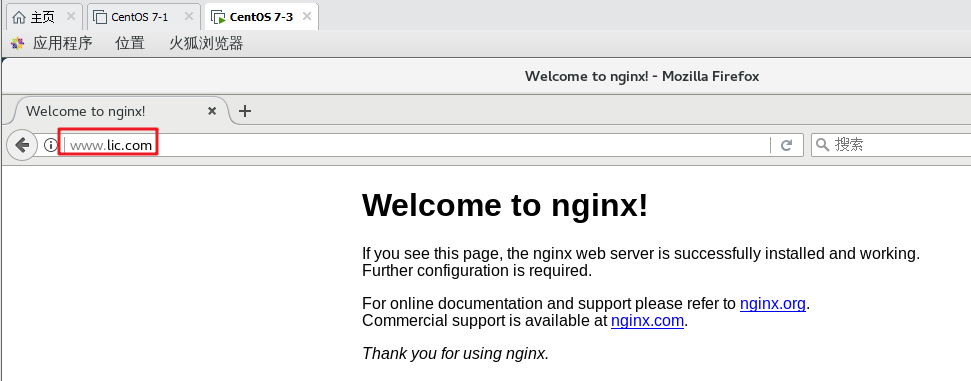 主页 CentOS 7-1 CentOS 7-3
应用程序 位置 火狐浏览器
Welcome to nginx! - Mozilla Firefox
Welcome to nginx!
www.lic.com 搜索
Welcome to nginx!
If you see this page, the nginx web server is successfully installed and working.
Further configuration is required.
For online documentation and support please refer to nginx.org.
Commercial support is available at nginx.com.
Thank you for using nginx.